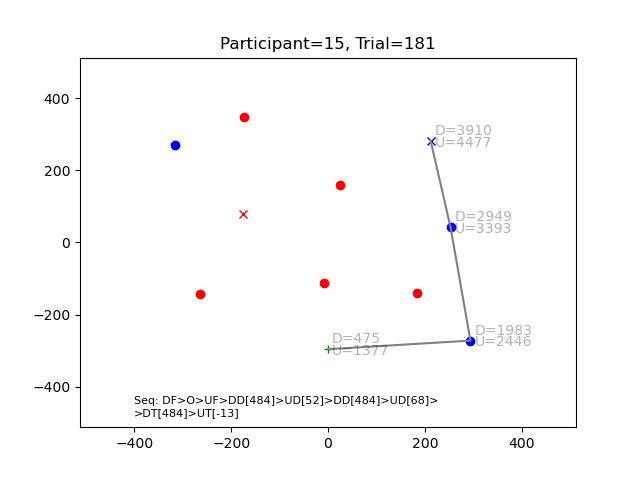 Participant=15, Trial=181
400
200
0
−200
−400
D=3910
U=4477
D=2949
U=3393
D=1983
U=2446
D=475
U=1377
Seq: DF>O>UF>DD[484]>UD[52]>DD[484]>UD[68]>
>DT[484]>UT[-13]
−400
−200
0
200
400